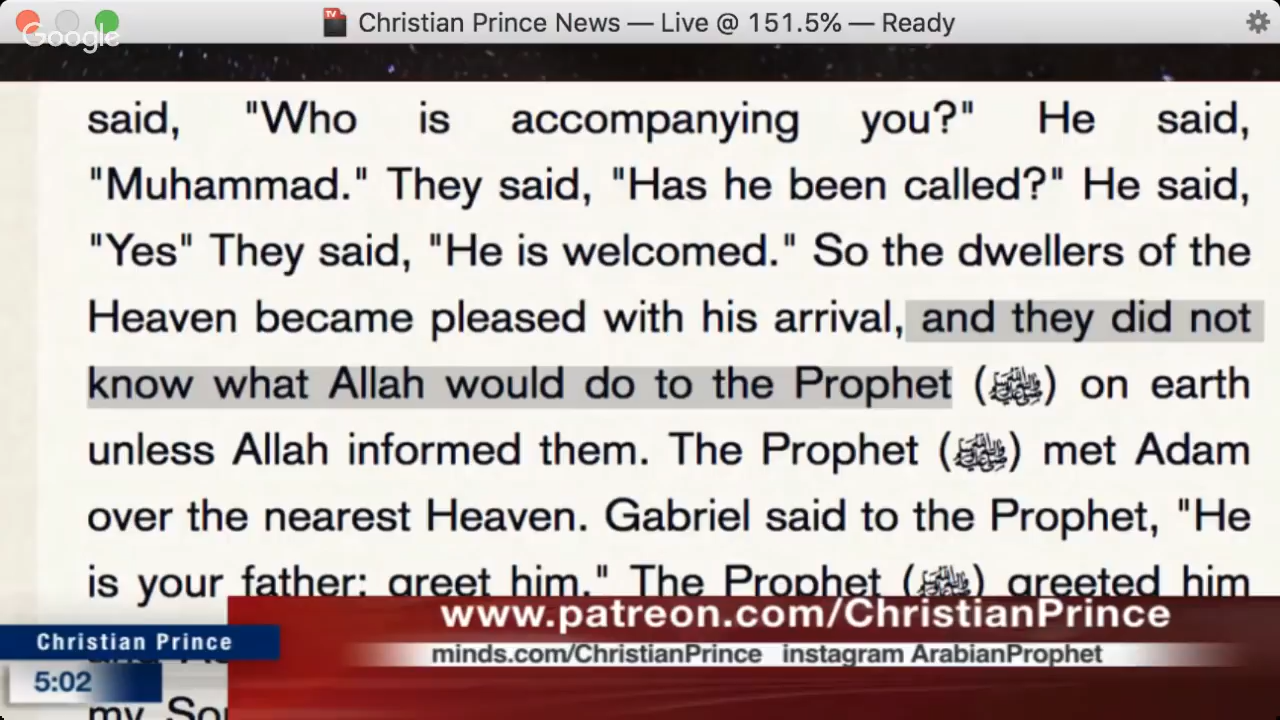 Christian Prince News — Live @ 151.5% — Ready
Google
said, "Who is accompanying you?" He said,
"Muhammad." They said, "Has he been called?" He said,
"Yes" They said, "He is welcomed." So the dwellers of the
Heaven became pleased with his arrival, and they did not
know what Allah would do to the Prophet (ﷺ) on earth
unless Allah informed them. The Prophet (ﷺ) met Adam
over the nearest Heaven. Gabriel said to the Prophet, "He
is your father; greet him." The Prophet (ﷺ) greeted him
www.patreon.com/ChristianPrince
Christian Prince
minds.com/ChristianPrince instagram ArabianProphet
5:02
my